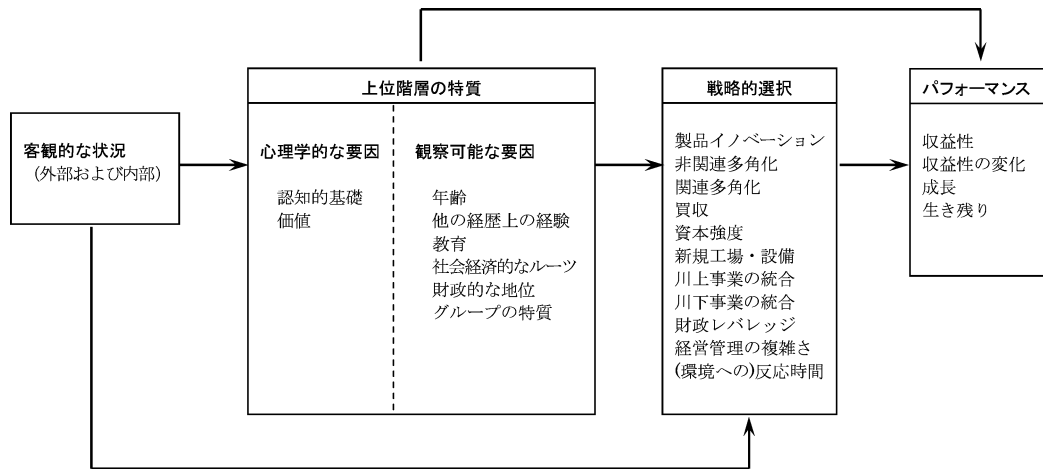 客観的な状況
(外部および内部)
上位階層の特質
心理学的な要因
認知的基礎
価値
観察可能な要因
年齢
他の経歴上の経験
教育
社会経済的なルーツ
財政的な地位
グループの特質
戦略的選択
製品イノベーション
非関連多角化
関連多角化
買収
資本強度
新規工場・設備
川上事業の統合
川下事業の統合
財政レバレッジ
経営管理の複雑さ
(環境への)反応時間
パフォーマンス
収益性
収益性の変化
成長
生き残り